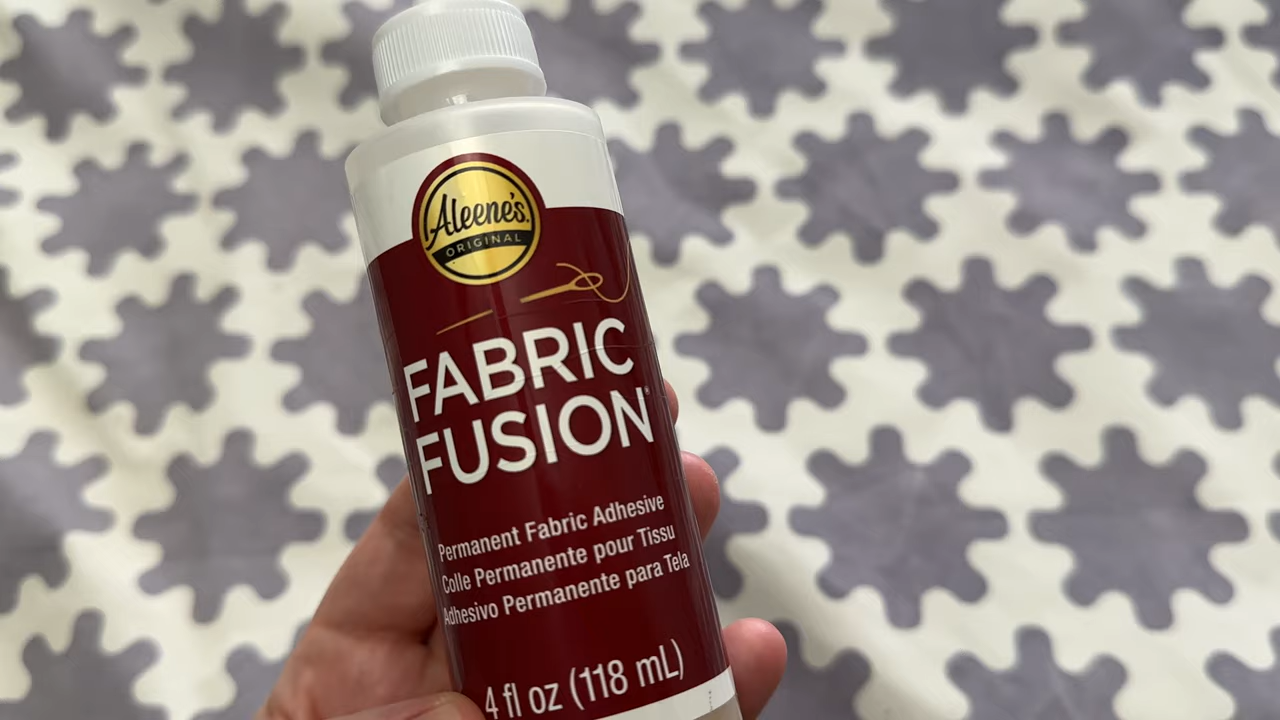 Aleene's
ORIGINAL
FABRIC
FUSION®
Permanent Fabric Adhesive
Colle Permanente pour Tissu
Adhesivo Permanente para Tela
4 fl oz (118 mL)